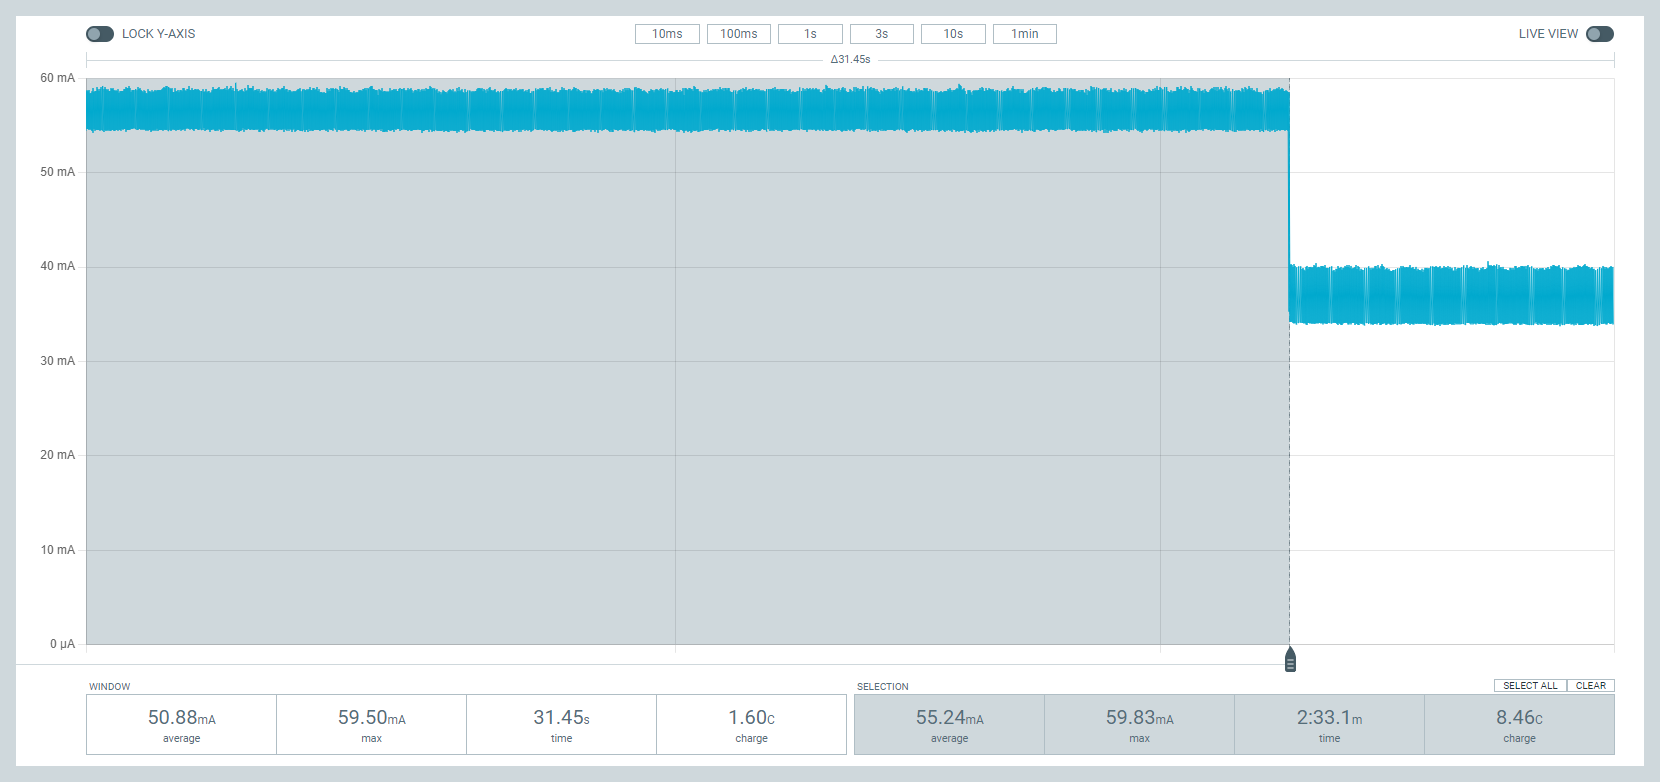 LOCK Y-AXIS
10ms 100ms 1s 3s 10s 1min
LIVE VIEW
Δ31.45s
60 mA
50 mA
40 mA
30 mA
20 mA
10 mA
0 µA
WINDOW
50.88mA
average
59.50mA
max
31.45s
time
1.60C
charge
SELECTION
SELECT ALL
CLEAR
55.24mA
average
59.83mA
max
2:33.1m
time
8.46C
charge